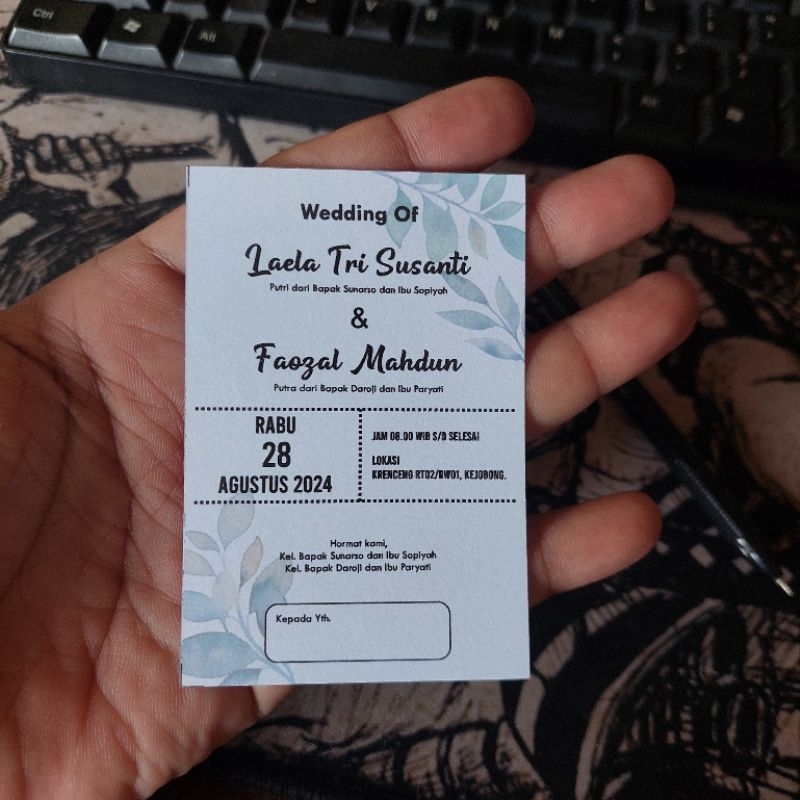 Wedding Of
Laela Tri Susanti
Putri dari Bapak Sunarso dan Ibu Sopiyah
&
Faozal Mahdun
Putra dari Bapak Daroji dan Ibu Paryati
RABU
28
AGUSTUS 2024
JAM 08.00 WIB S/D SELESAI
LOKASI
KRENCENG RT02/RW01, KEJOBONG.
Hormat kami,
Kel. Bapak Sunarso dan Ibu Sopiyah
Kel. Bapak Daroji dan Ibu Paryati
Kepada Yth.
Ctrl
Alt